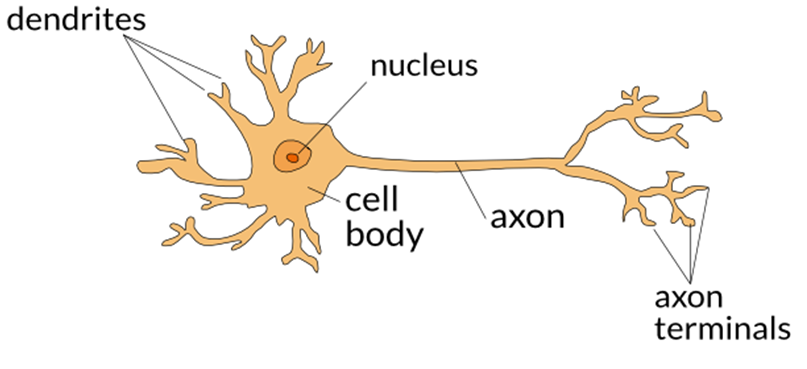 dendrites
nucleus
cell
body
axon
axon
terminals